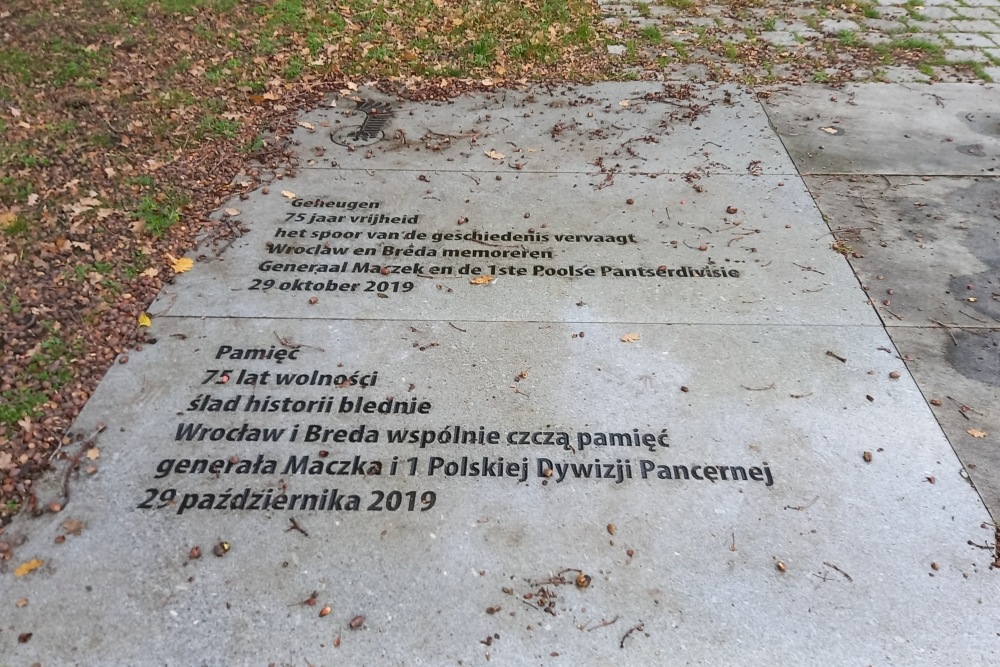 Geheugen
75 jaar vrijheid
het spoor van de geschiedenis vervaagt
Wroclaw en Breda memoreren
Generaal Maczek en de 1ste Poolse Pantserdivisie
29 oktober 2019
Pamięć
75 lat wolności
ślad historii blednie
Wrocław i Breda wspólnie czczą pamięć
generała Maczka i 1 Polskiej Dywizji Pancernej
29 października 2019